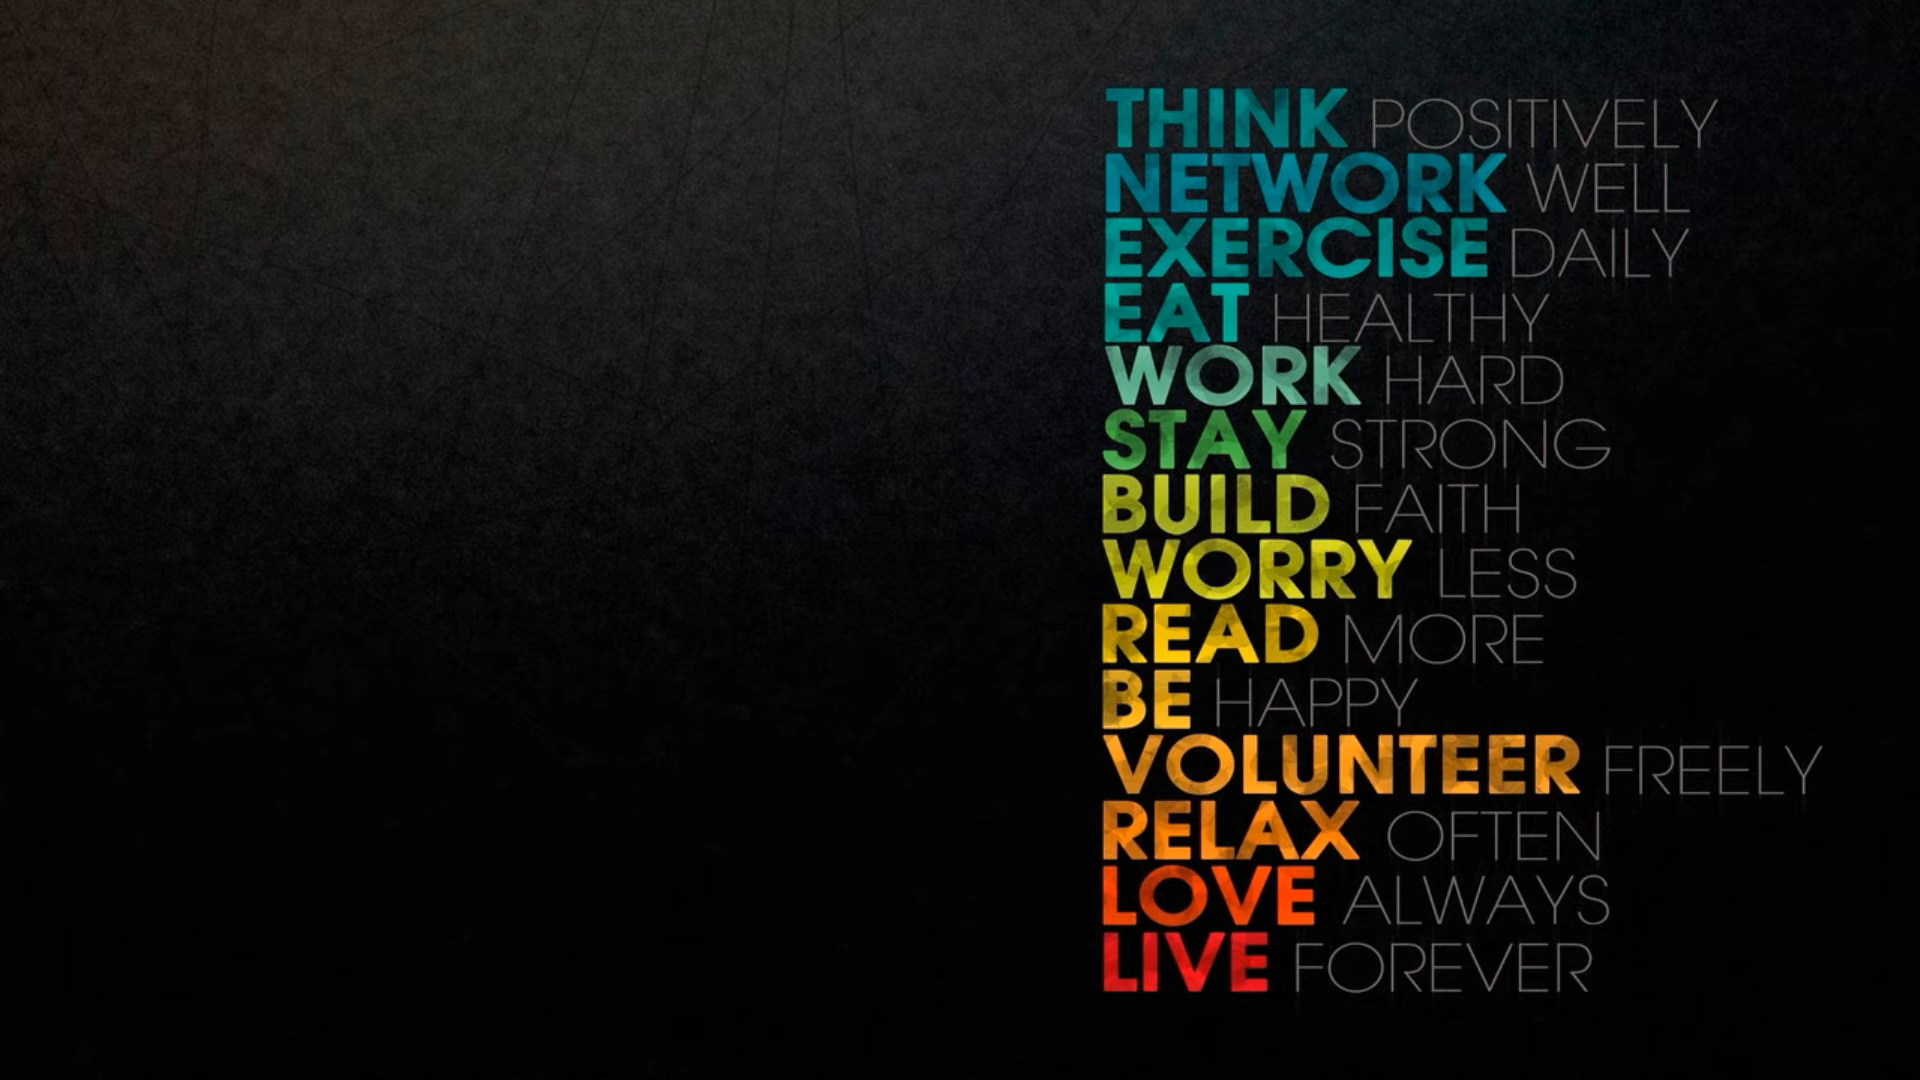 THINK POSITIVELY
NETWORK WELL
EXERCISE DAILY
EAT HEALTHY
WORK HARD
STAY STRONG
BUILD FAITH
WORRY LESS
READ MORE
BE HAPPY
VOLUNTEER FREELY
RELAX OFTEN
LOVE ALWAYS
LIVE FOREVER